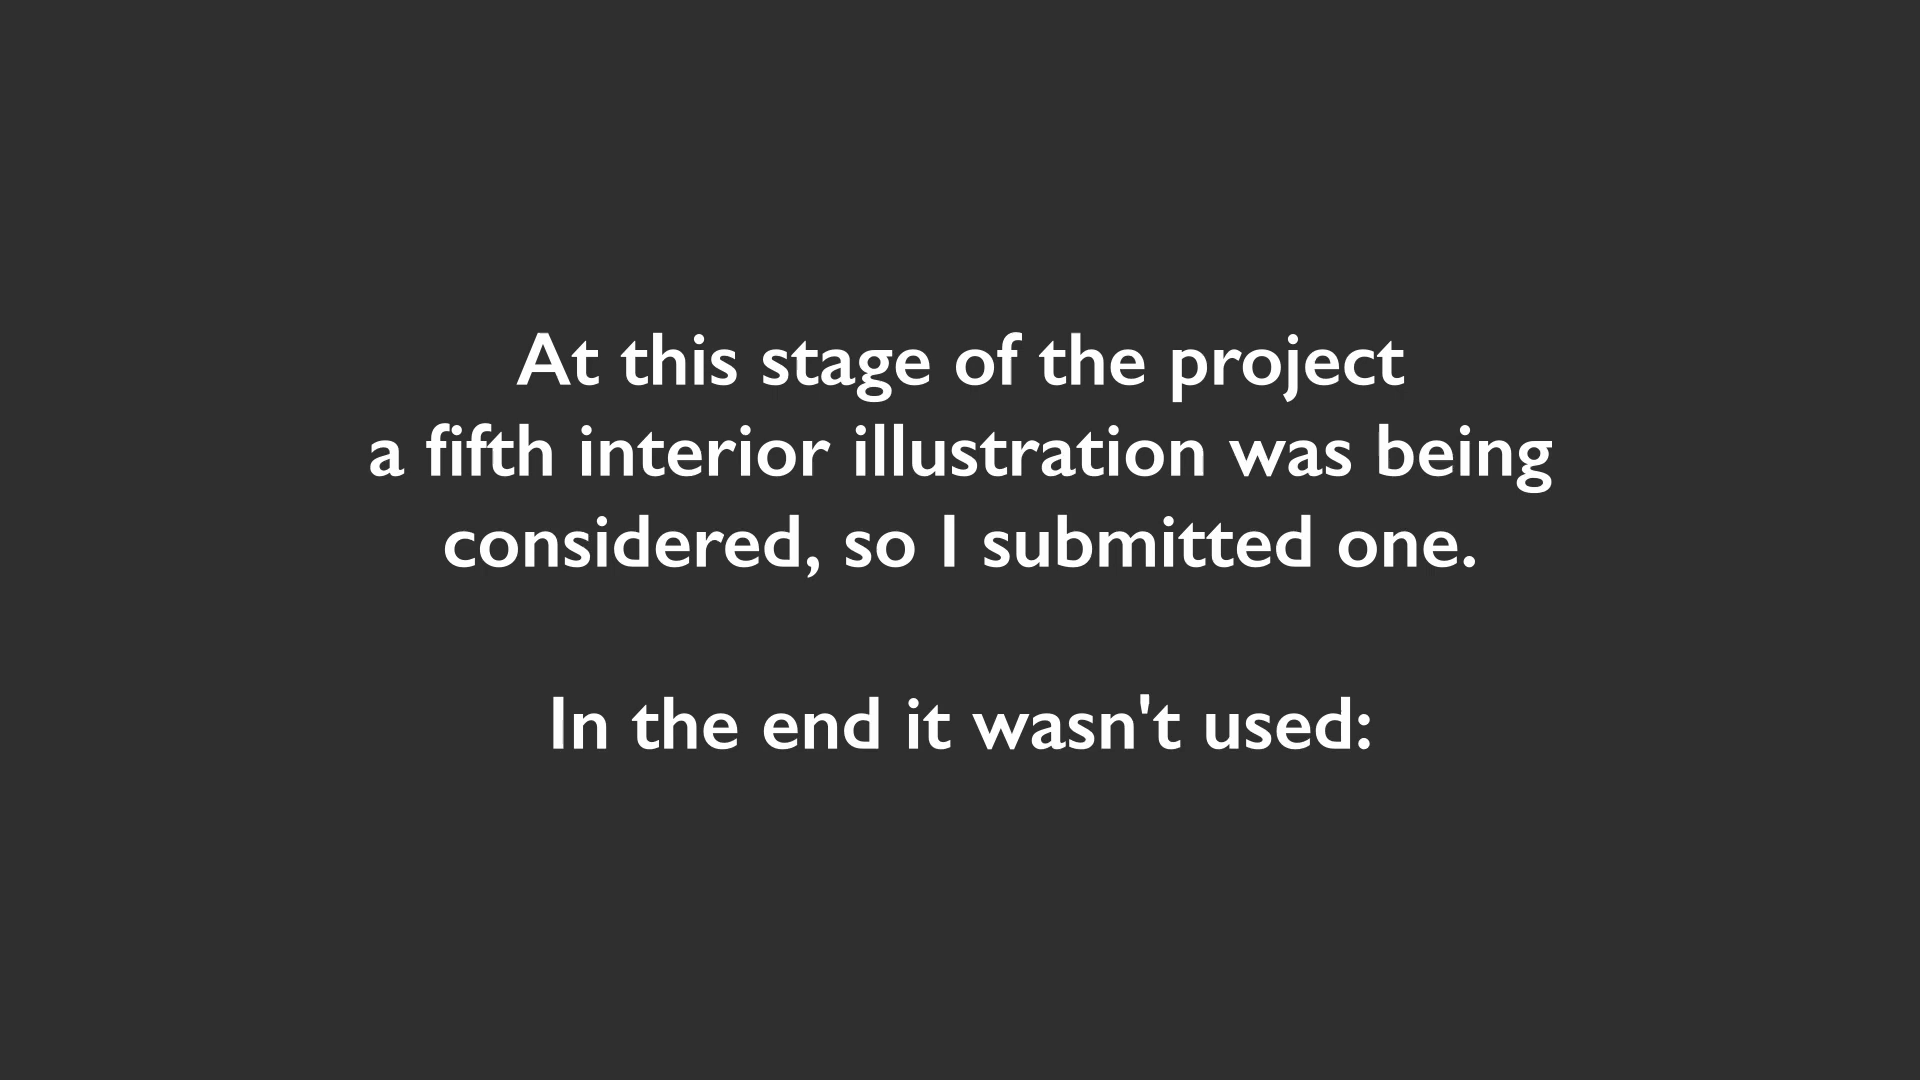 At this stage of the project
a fifth interior illustration was being
considered, so I submitted one.
In the end it wasn't used: